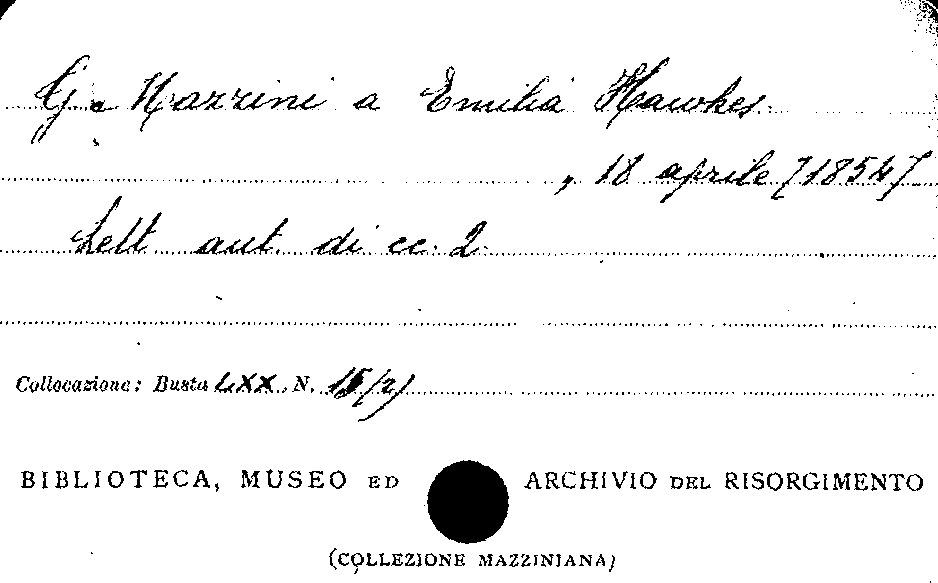 G. Mazzini a Emilia Hawkes.
, 18 aprile [1854]
Lett. aut. di cc. 2.
Collocazione: Busta LXX, N. 15/2)
BIBLIOTECA, MUSEO ED ARCHIVIO DEL RISORGIMENTO
(COLLEZIONE MAZZINIANA)